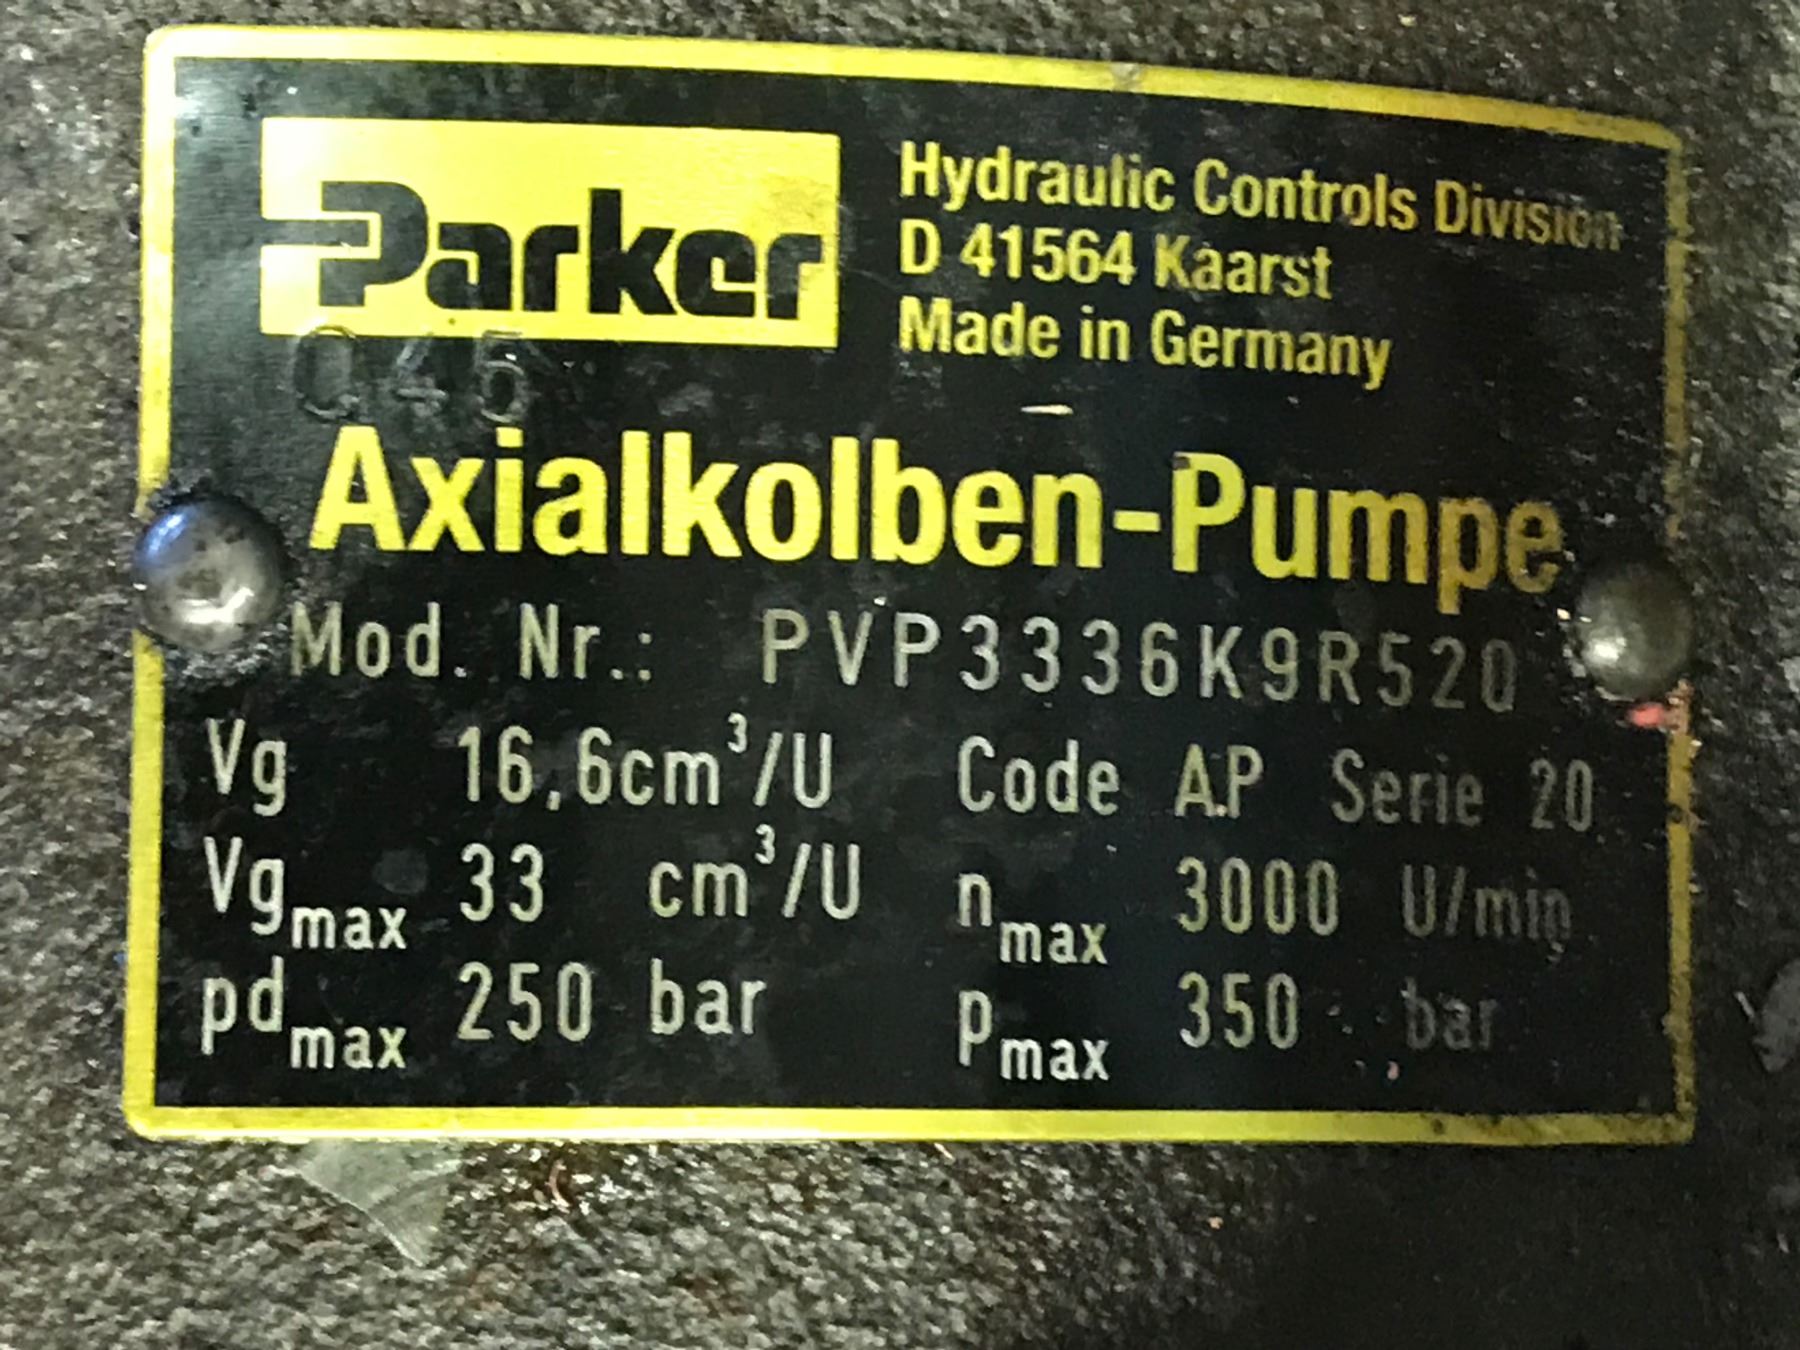 Parker
Hydraulic Controls Division
D 41564 Kaarst
Made in Germany
Q45
Axialkolben-Pumpe
Mod. Nr.: PVP3336K9R520
Vg 16,6cm³/U Code A.P Serie 20
Vgmax 33 cm³/U nmax 3000 U/min
pdmax 250 bar pmax 350 bar